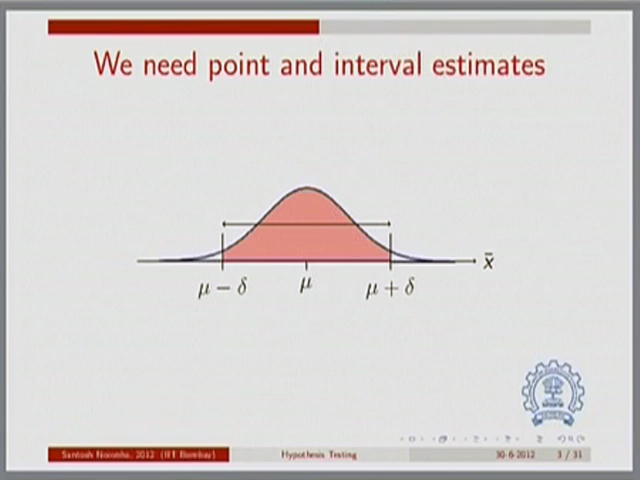 We need point and interval estimates
x̄
μ − δ
μ
μ + δ
Santosh Noronha, 2012 (IIT Bombay)
Hypothesis Testing
30-6-2012
3 / 31